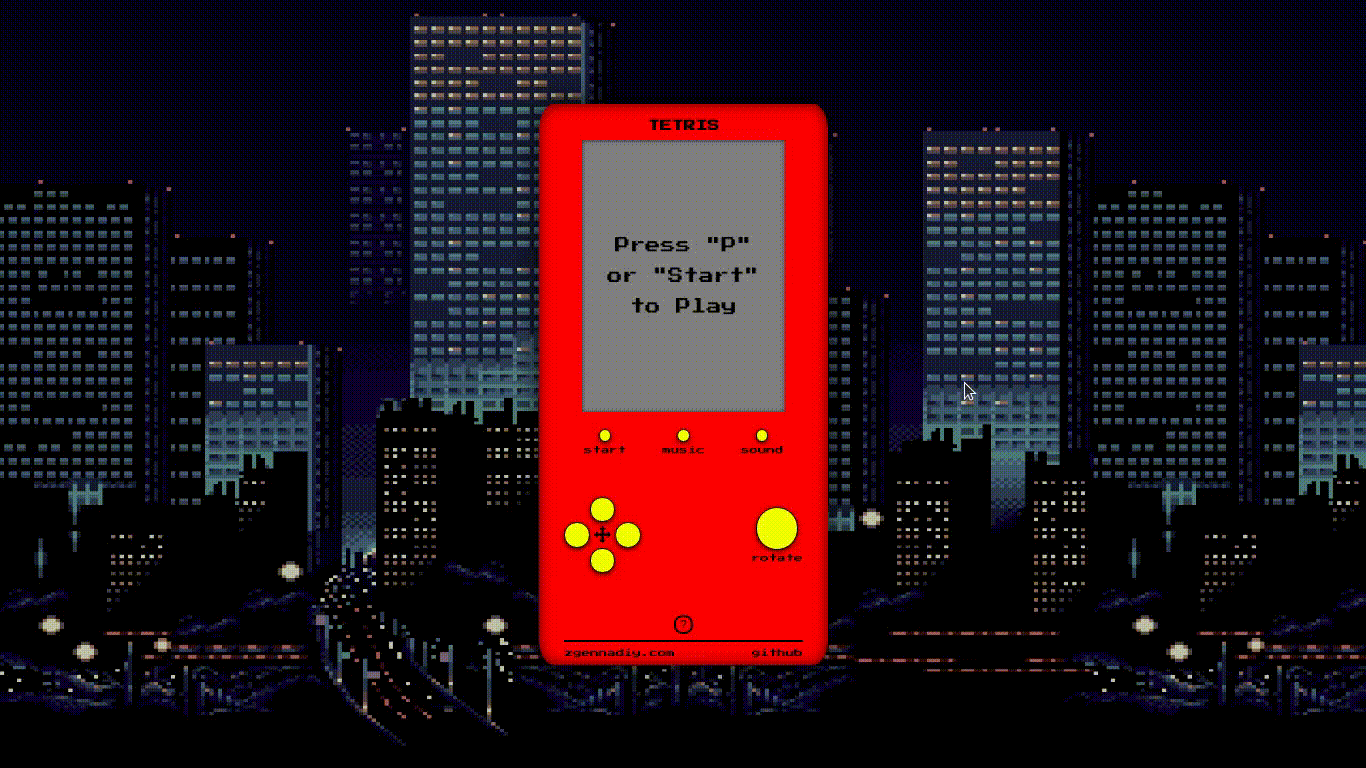 TETRIS
Press "P"
or "Start"
to Play
start music sound
rotate
?
zgennadiy.com github